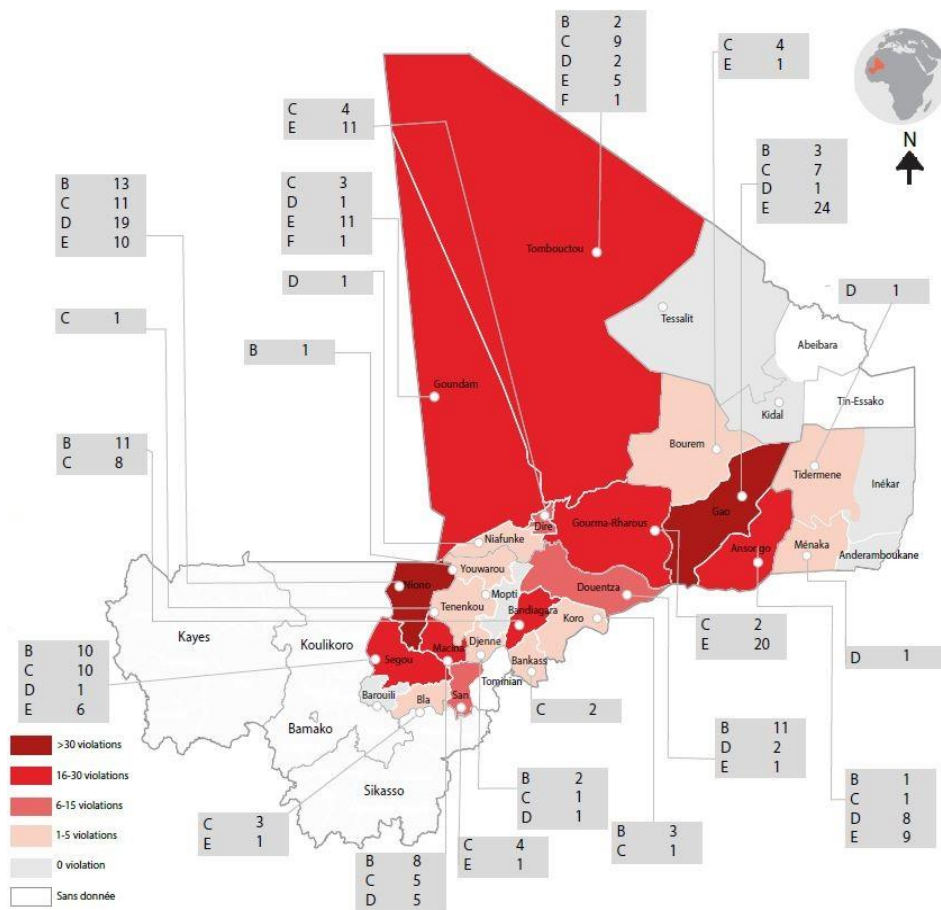 B 2
C 9
D 2
E 5
F 1
C 4
E 1
N
C 4
E 11
B 3
C 7
D 1
E 24
B 13
C 11
D 19
E 10
C 3
D 1
E 11
F 1
Tombouctou
D 1
D 1
Tessalit
C 1
Abeibara
B 1
Goundam
Tin-Essako
Kidal
B 11
C 8
Bourem
Tidermene
Inékar
Gao
Dire
Gourma-Rharous
Niafunke
Ansongo
Ménaka
Anderamboukane
Youwarou
Niono
Mopti
Douentza
Tenenkou
Bandiagara
Koro
Kayes
Koulikoro
C 2
E 20
Djenne
Macina
Segou
Bankass
D 1
B 10
C 10
D 1
E 6
Tominian
Barouili
Bla
San
C 2
Bamako
B 11
D 2
E 1
>30 violations
16-30 violations
6-15 violations
1-5 violations
0 violation
Sans donnée
Sikasso
B 2
C 1
D 1
B 1
C 1
D 8
E 9
C 3
E 1
B 3
C 1
C 4
E 1
B 8
C 5
D 5